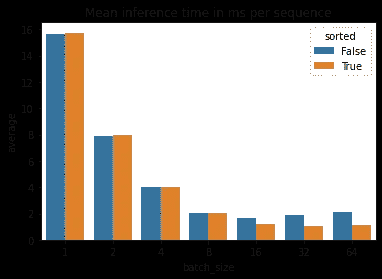 Mean inference time in ms per sequence
sorted
False
True
16
14
12
10
8
6
4
2
0
average
1 2 4 8 16 32 64
batch_size